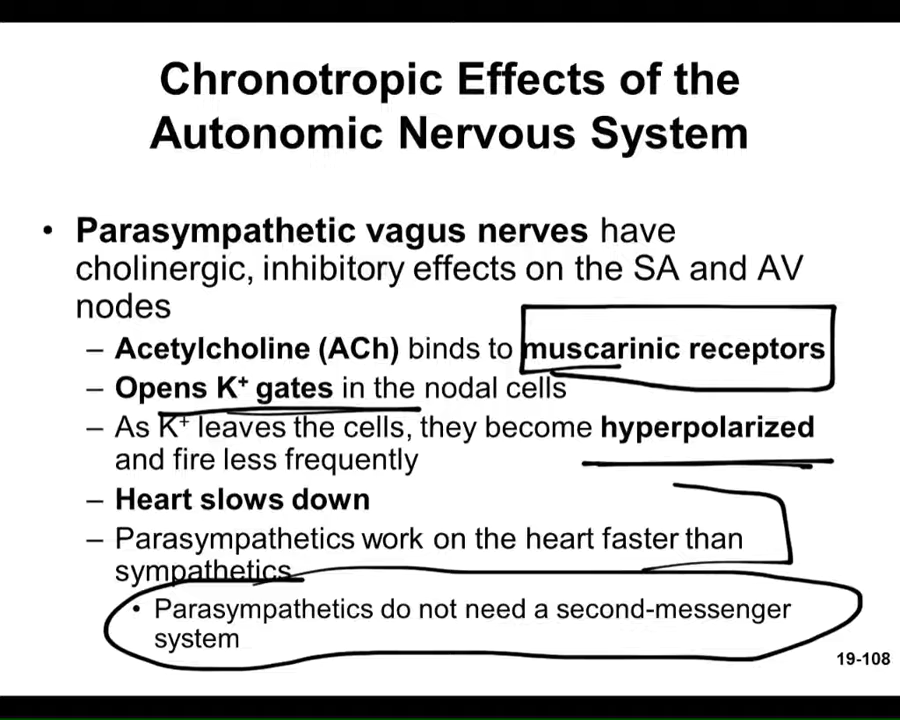 Chronotropic Effects of the
Autonomic Nervous System
• Parasympathetic vagus nerves have
cholinergic, inhibitory effects on the SA and AV
nodes
– Acetylcholine (ACh) binds to muscarinic receptors
– Opens K⁺ gates in the nodal cells
– As K⁺ leaves the cells, they become hyperpolarized
and fire less frequently
– Heart slows down
– Parasympathetics work on the heart faster than
sympathetics
• Parasympathetics do not need a second-messenger
system
19-108